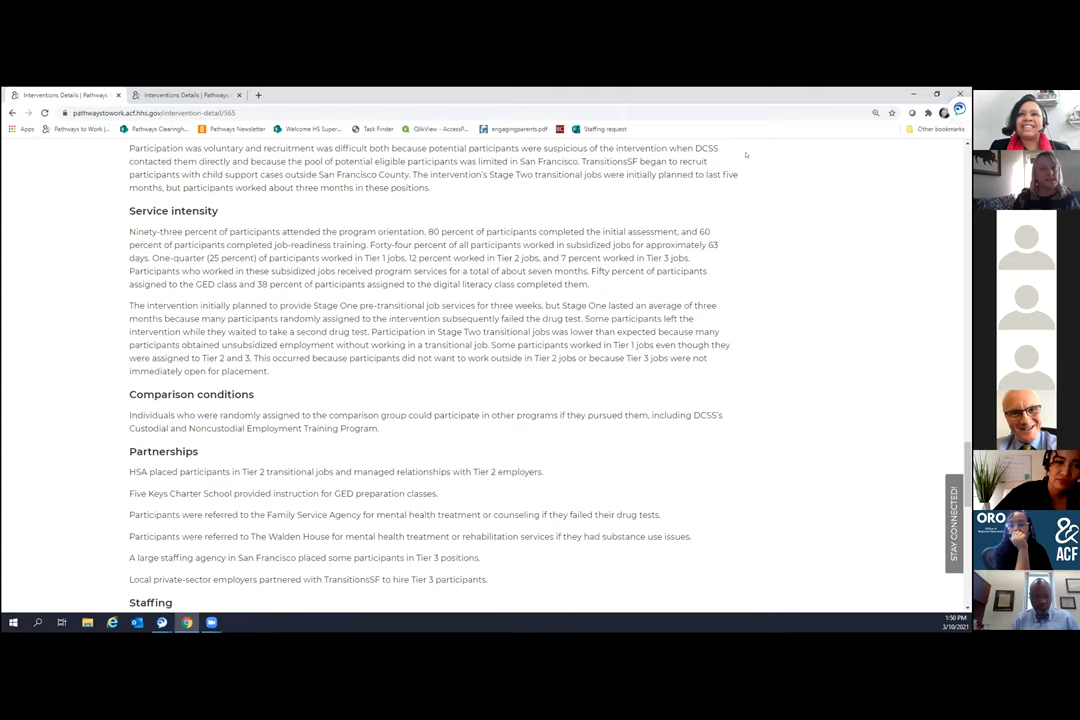 Interventions Details | Pathways
Interventions Details | Pathways
pathwaystowork.acf.hhs.gov/intervention-detail/565
Apps
Pathways to Work |...
Pathways Clearingh...
Pathways Newsletter
Welcome HS Super...
Task Finder
QlikView - AccessP...
engagingparents.pdf
Staffing request
Other bookmarks
Participation was voluntary and recruitment was difficult both because potential participants were suspicious of the intervention when DCSS
contacted them directly and because the pool of potential eligible participants was limited in San Francisco. TransitionsSF began to recruit
participants with child support cases outside San Francisco County. The intervention's Stage Two transitional jobs were initially planned to last five
months, but participants worked about three months in these positions.
Service intensity
Ninety-three percent of participants attended the program orientation, 80 percent of participants completed the initial assessment, and 60
percent of participants completed job-readiness training. Forty-four percent of all participants worked in subsidized jobs for approximately 63
days. One-quarter (25 percent) of participants worked in Tier 1 jobs, 12 percent worked in Tier 2 jobs, and 7 percent worked in Tier 3 jobs.
Participants who worked in these subsidized jobs received program services for a total of about seven months. Fifty percent of participants
assigned to the GED class and 38 percent of participants assigned to the digital literacy class completed them.
The intervention initially planned to provide Stage One pre-transitional job services for three weeks, but Stage One lasted an average of three
months because many participants randomly assigned to the intervention subsequently failed the drug test. Some participants left the
intervention while they waited to take a second drug test. Participation in Stage Two transitional jobs was lower than expected because many
participants obtained unsubsidized employment without working in a transitional job. Some participants worked in Tier 1 jobs even though they
were assigned to Tier 2 and 3. This occurred because participants did not want to work outside in Tier 2 jobs or because Tier 3 jobs were not
immediately open for placement.
Comparison conditions
Individuals who were randomly assigned to the comparison group could participate in other programs if they pursued them, including DCSS's
Custodial and Noncustodial Employment Training Program.
Partnerships
HSA placed participants in Tier 2 transitional jobs and managed relationships with Tier 2 employers.
Five Keys Charter School provided instruction for GED preparation classes.
Participants were referred to the Family Service Agency for mental health treatment or counseling if they failed their drug tests.
Participants were referred to The Walden House for mental health treatment or rehabilitation services if they had substance use issues.
A large staffing agency in San Francisco placed some participants in Tier 3 positions.
Local private-sector employers partnered with TransitionsSF to hire Tier 3 participants.
Staffing
STAY CONNECTED!
ORO
& ACF
1:50 PM
3/10/2021